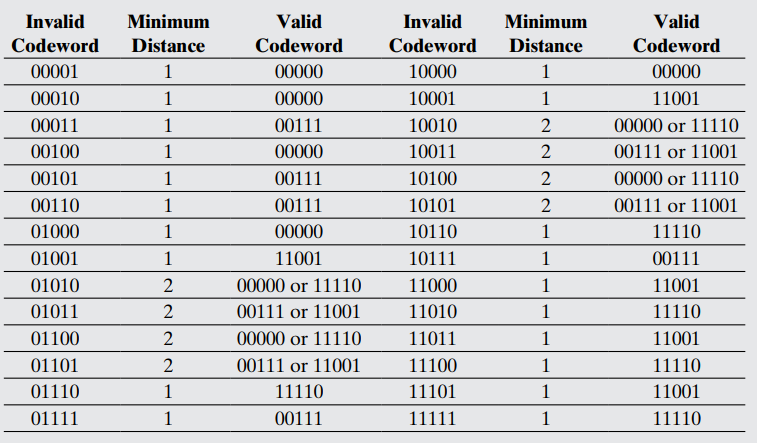 Invalid Minimum Valid Invalid Minimum Valid
Codeword Distance Codeword Codeword Distance Codeword
00001 1 00000 10000 1 00000
00010 1 00000 10001 1 11001
00011 1 00111 10010 2 00000 or 11110
00100 1 00000 10011 2 00111 or 11001
00101 1 00111 10100 2 00000 or 11110
00110 1 00111 10101 2 00111 or 11001
01000 1 00000 10110 1 11110
01001 1 11001 10111 1 00111
01010 2 00000 or 11110 11000 1 11001
01011 2 00111 or 11001 11010 1 11110
01100 2 00000 or 11110 11011 1 11001
01101 2 00111 or 11001 11100 1 11110
01110 1 11110 11101 1 11001
01111 1 00111 11111 1 11110